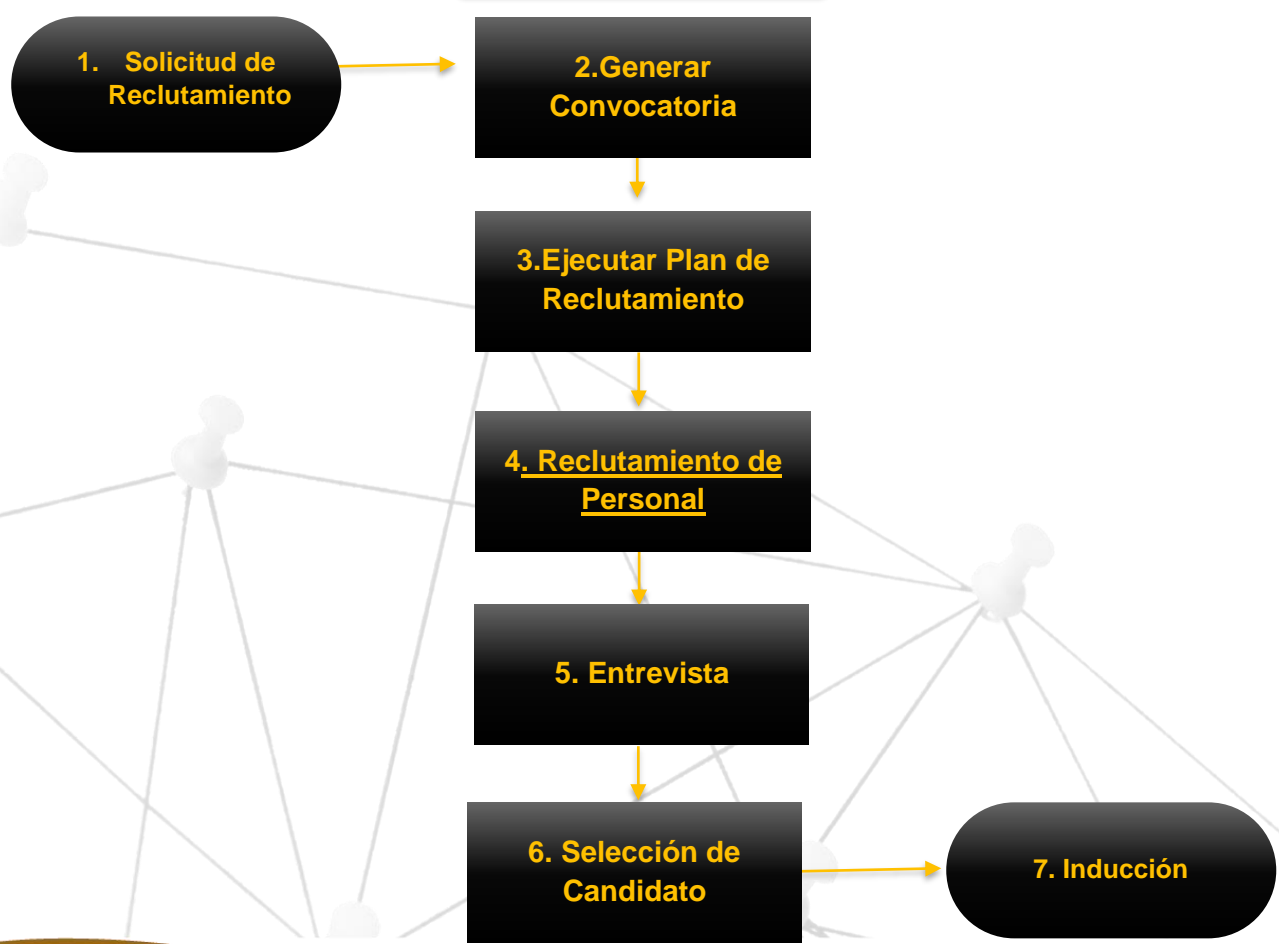 1. Solicitud de
Reclutamiento
2.Generar
Convocatoria
3.Ejecutar Plan de
Reclutamiento
4. Reclutamiento de
Personal
5. Entrevista
6. Selección de
Candidato
7. Inducción